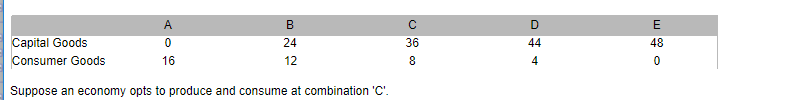 A B C D E
Capital Goods 0 24 36 44 48
Consumer Goods 16 12 8 4 0
Suppose an economy opts to produce and consume at combination 'C'.